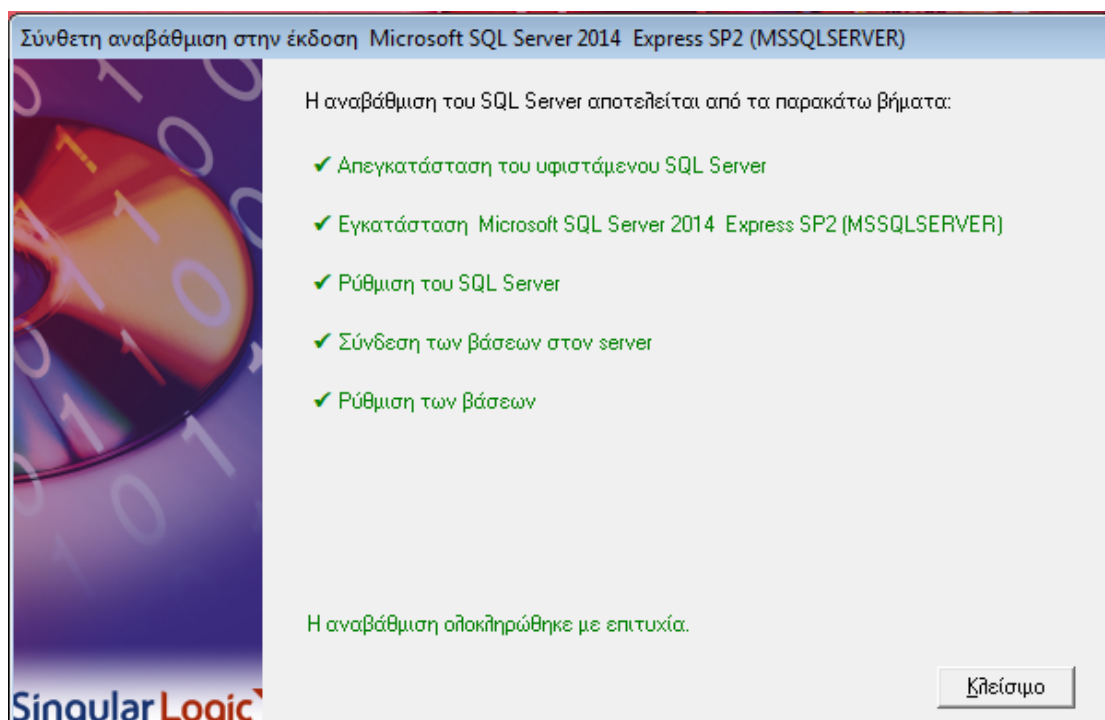 Σύνθετη αναβάθμιση στην έκδοση Microsoft SQL Server 2014 Express SP2 (MSSQLSERVER)
Η αναβάθμιση του SQL Server αποτελείται από τα παρακάτω βήματα:
✔ Απεγκατάσταση του υφιστάμενου SQL Server
✔ Εγκατάσταση Microsoft SQL Server 2014 Express SP2 (MSSQLSERVER)
✔ Ρύθμιση του SQL Server
✔ Σύνδεση των βάσεων στον server
✔ Ρύθμιση των βάσεων
Η αναβάθμιση ολοκληρώθηκε με επιτυχία.
Κλείσιμο
SingularLogic